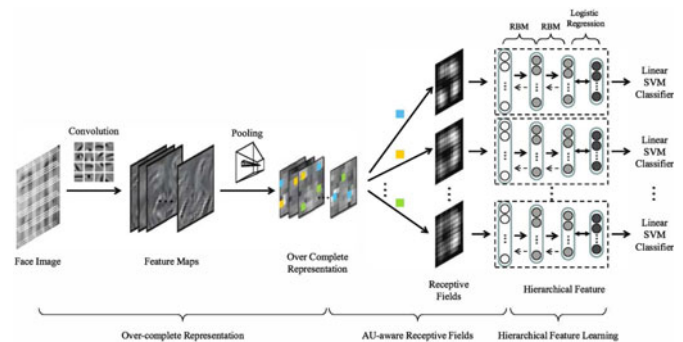 RBM
RBM
Logistic
Regression
Convolution
Pooling
Linear
SVM
Classifier
Linear
SVM
Classifier
Linear
SVM
Classifier
Face Image
Feature Maps
Over Complete
Representation
Receptive
Fields
Hierarchical Feature
Over-complete Representation
AU-aware Receptive Fields
Hierarchical Feature Learning